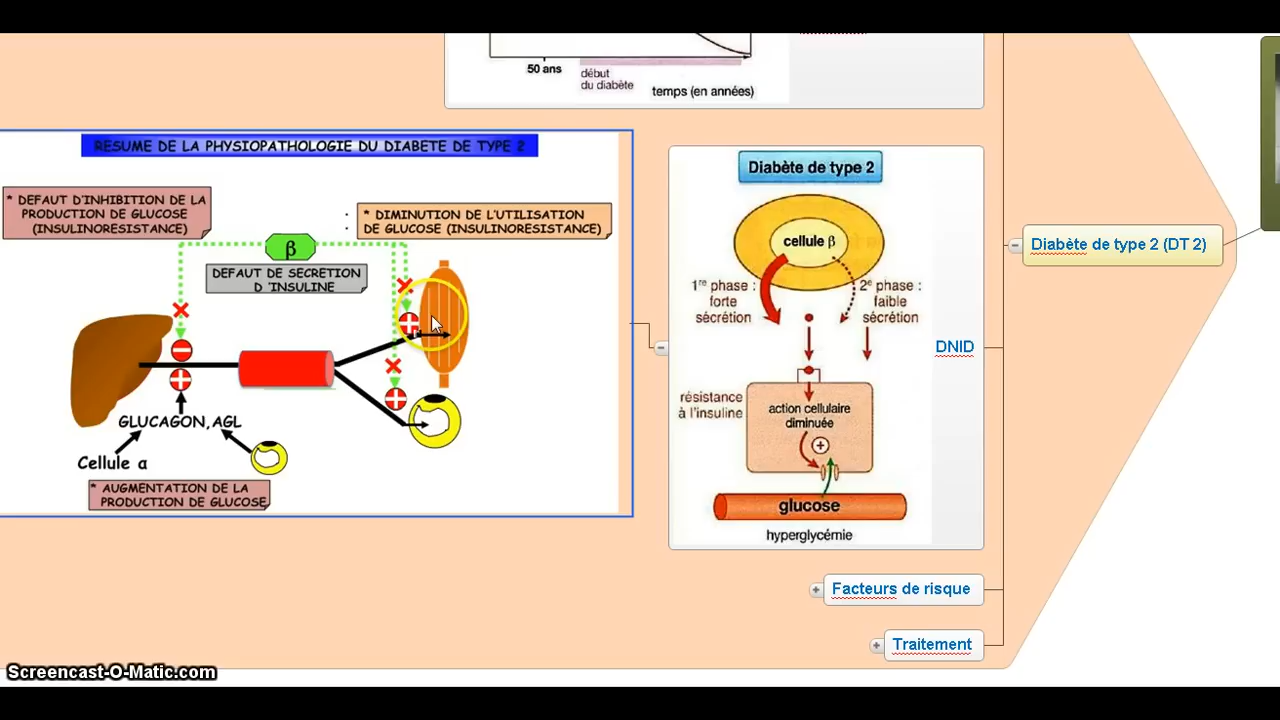 50 ans
début
du diabète
temps (en années)
RESUME DE LA PHYSIOPATHOLOGIE DU DIABETE DE TYPE 2
* DEFAUT D'INHIBITION DE LA
PRODUCTION DE GLUCOSE
(INSULINORESISTANCE)
* DIMINUTION DE L'UTILISATION
DE GLUCOSE (INSULINORESISTANCE)
β
DEFAUT DE SECRETION
D 'INSULINE
GLUCAGON, AGL
Cellule α
* AUGMENTATION DE LA
PRODUCTION DE GLUCOSE
Diabète de type 2
cellule β
1re phase :
forte
sécrétion
2e phase :
faible
sécrétion
résistance
à l'insuline
action cellulaire
diminuée
glucose
hyperglycémie
Diabète de type 2 (DT 2)
DNID
Facteurs de risque
Traitement
Screencast-O-Matic.com